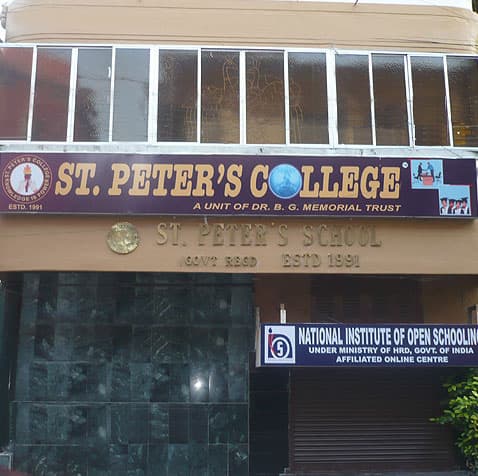 ST. PETER'S COLLEGE
A UNIT OF DR. B. G. MEMORIAL TRUST
ESTD. 1991
ST. PETER'S SCHOOL
GOVT REGD ESTD 1991
NATIONAL INSTITUTE OF OPEN SCHOOLING
UNDER MINISTRY OF HRD, GOVT. OF INDIA
AFFILIATED ONLINE CENTRE